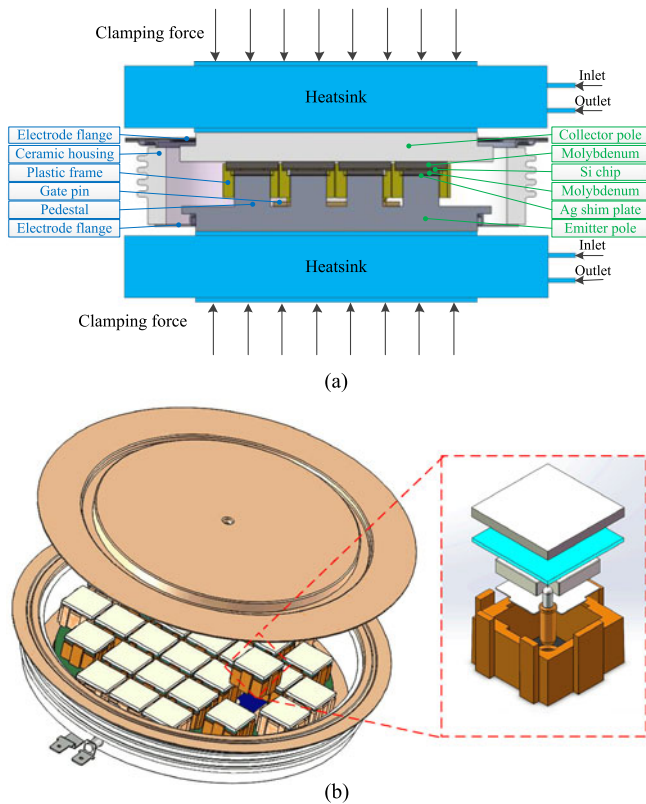 Clamping force
Heatsink
Inlet
Outlet
Electrode flange
Ceramic housing
Plastic frame
Gate pin
Pedestal
Electrode flange
Collector pole
Molybdenum
Si chip
Molybdenum
Ag shim plate
Emitter pole
Heatsink
Inlet
Outlet
Clamping force
(a)
(b)